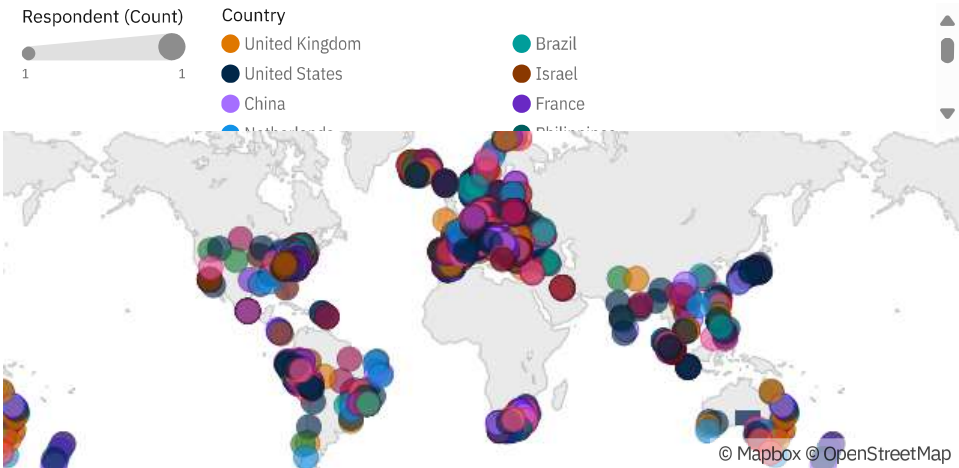 Respondent (Count)
1 1
Country
United Kingdom
United States
China
Brazil
Israel
France
© Mapbox © OpenStreetMap